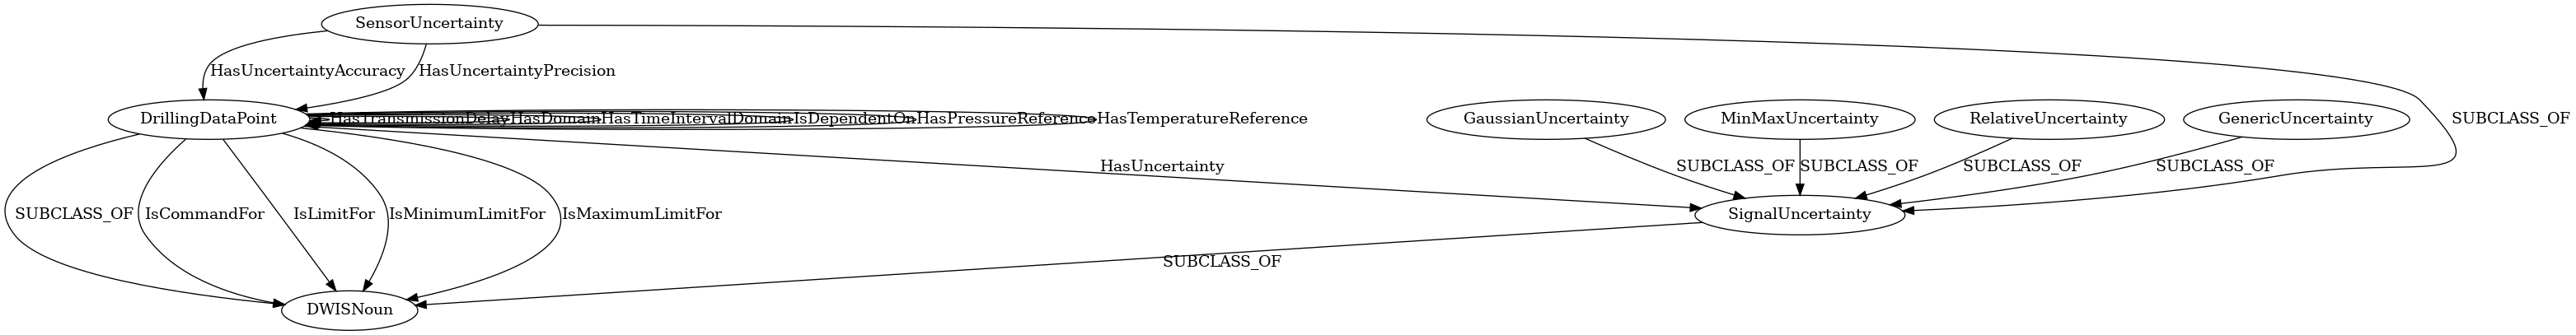 SensorUncertainty
HasUncertaintyAccuracy
HasUncertaintyPrecision
DrillingDataPoint
HasTransmissionDelay
HasDomain
HasTimeIntervalDomain
IsDependentOn
HasPressureReference
HasTemperatureReference
GaussianUncertainty
MinMaxUncertainty
RelativeUncertainty
GenericUncertainty
SUBCLASS_OF
HasUncertainty
SUBCLASS_OF
SUBCLASS_OF
SUBCLASS_OF
SUBCLASS_OF
SUBCLASS_OF
IsCommandFor
IsLimitFor
IsMinimumLimitFor
IsMaximumLimitFor
SignalUncertainty
SUBCLASS_OF
DWISNoun